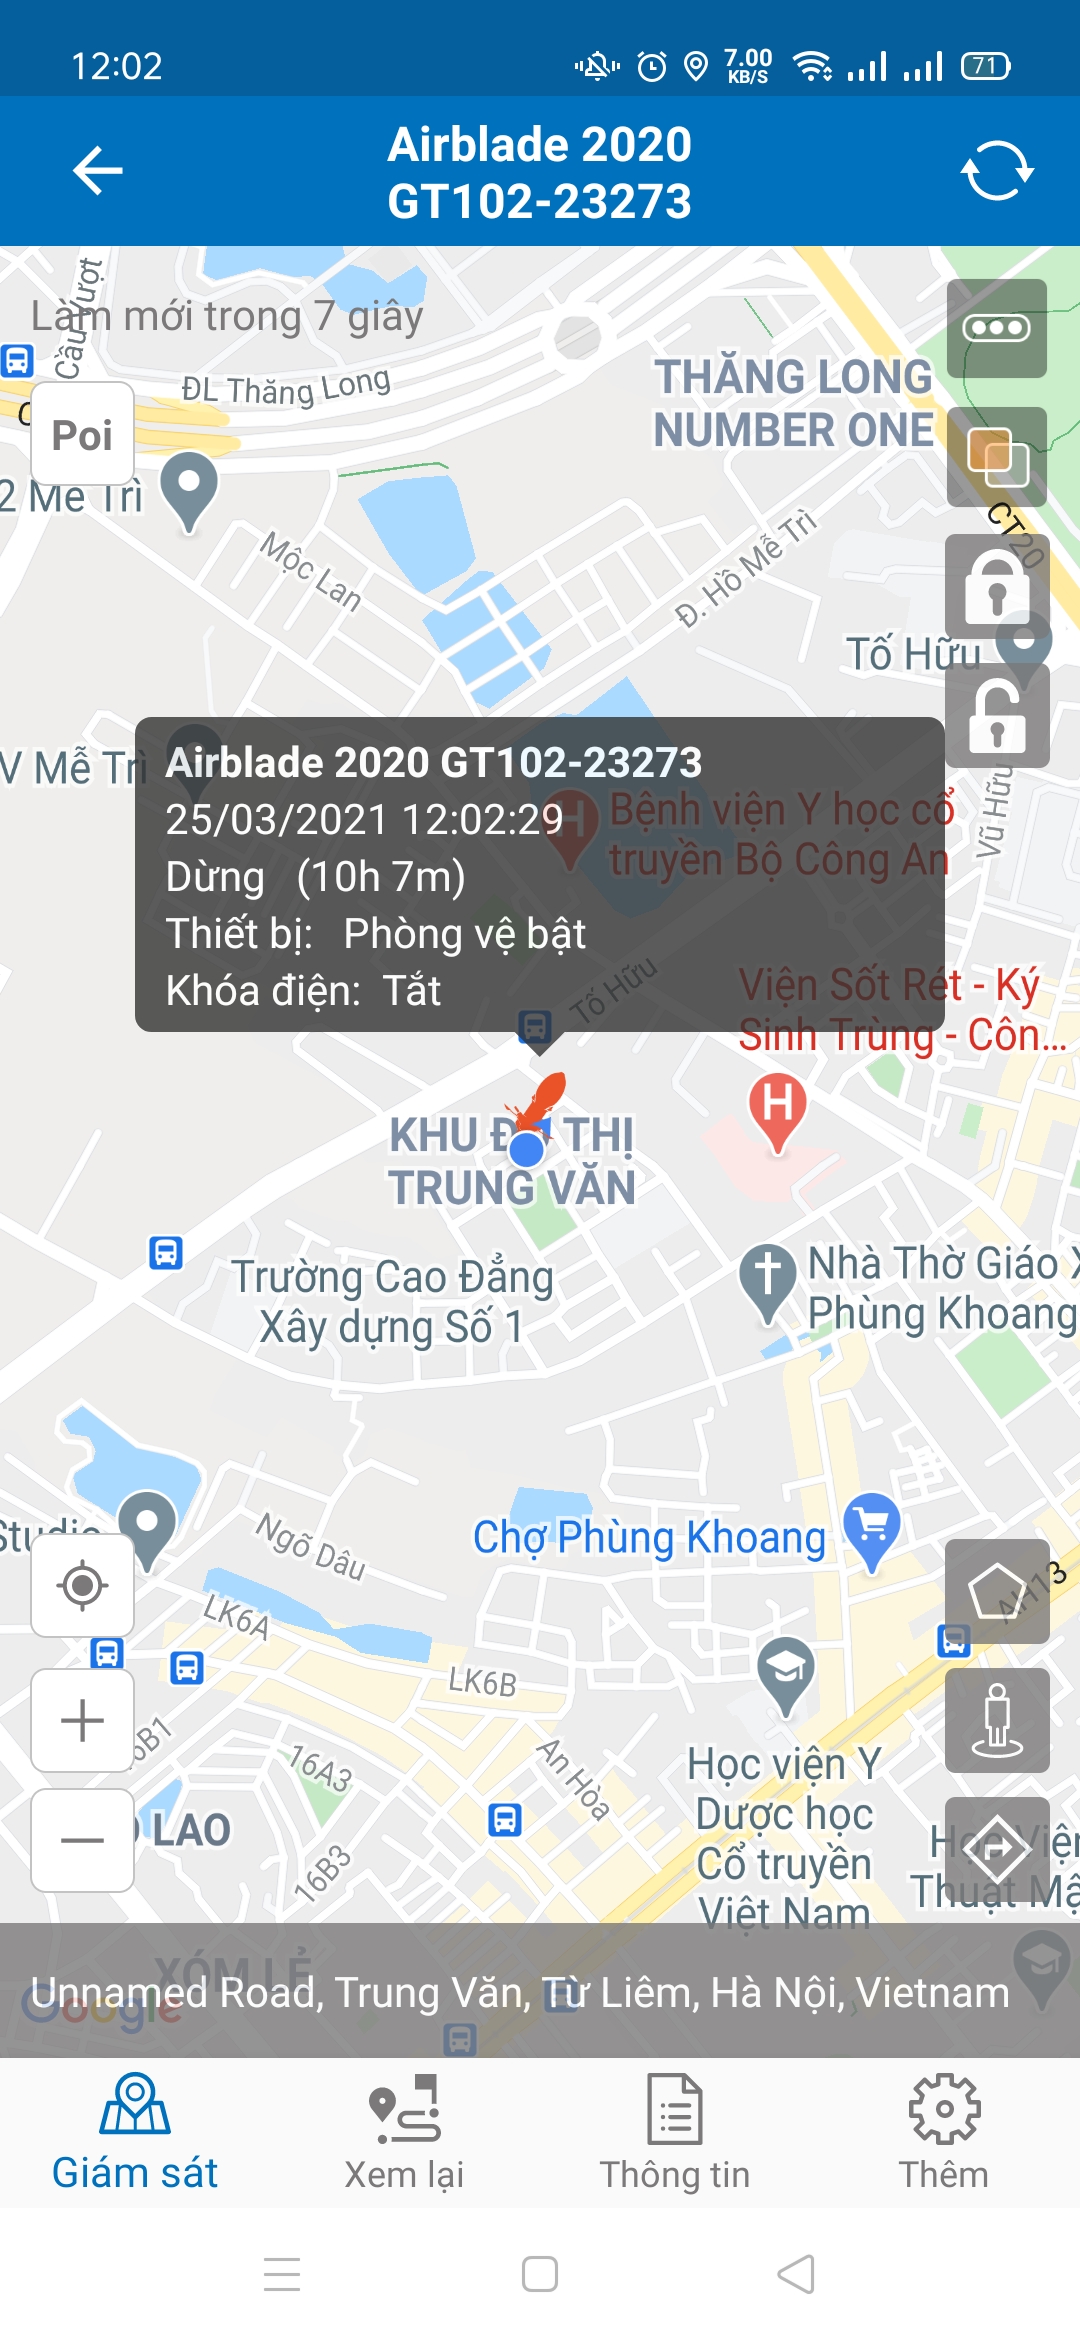 12:02
7.00
KB/S
71
Airblade 2020
GT102-23273
Làm mới trong 7 giây
Cầu Vượt
ĐL Thăng Long
THĂNG LONG
NUMBER ONE
Poi
2 Mễ Trì
Mộc Lan
Đ. Hồ Mễ Trì
CT20
Tố Hữu
V Mễ Trì
Vũ Hữu
Airblade 2020 GT102-23273
25/03/2021 12:02:29
Dừng (10h 7m)
Thiết bị: Phòng vệ bật
Khóa điện: Tắt
H
Bệnh viện Y học cổ
truyền Bộ Công An
Tố Hữu
Viện Sốt Rét - Ký
Sinh Trùng - Côn...
H
KHU ĐÔ THỊ
TRUNG VĂN
Trường Cao Đẳng
Xây dựng Số 1
Nhà Thờ Giáo X
Phùng Khoang
Studio
Ngõ Dâu
Chợ Phùng Khoang
AH13
LK6A
LK6B
16B1
16A3
An Hòa
LAO
16B3
Học viện Y
Dược học
Cổ truyền
Việt Nam
Học Viện
Thuật Mậ
XÓM LẺ
Google
Unnamed Road, Trung Văn, Từ Liêm, Hà Nội, Vietnam
Giám sát
Xem lại
Thông tin
Thêm